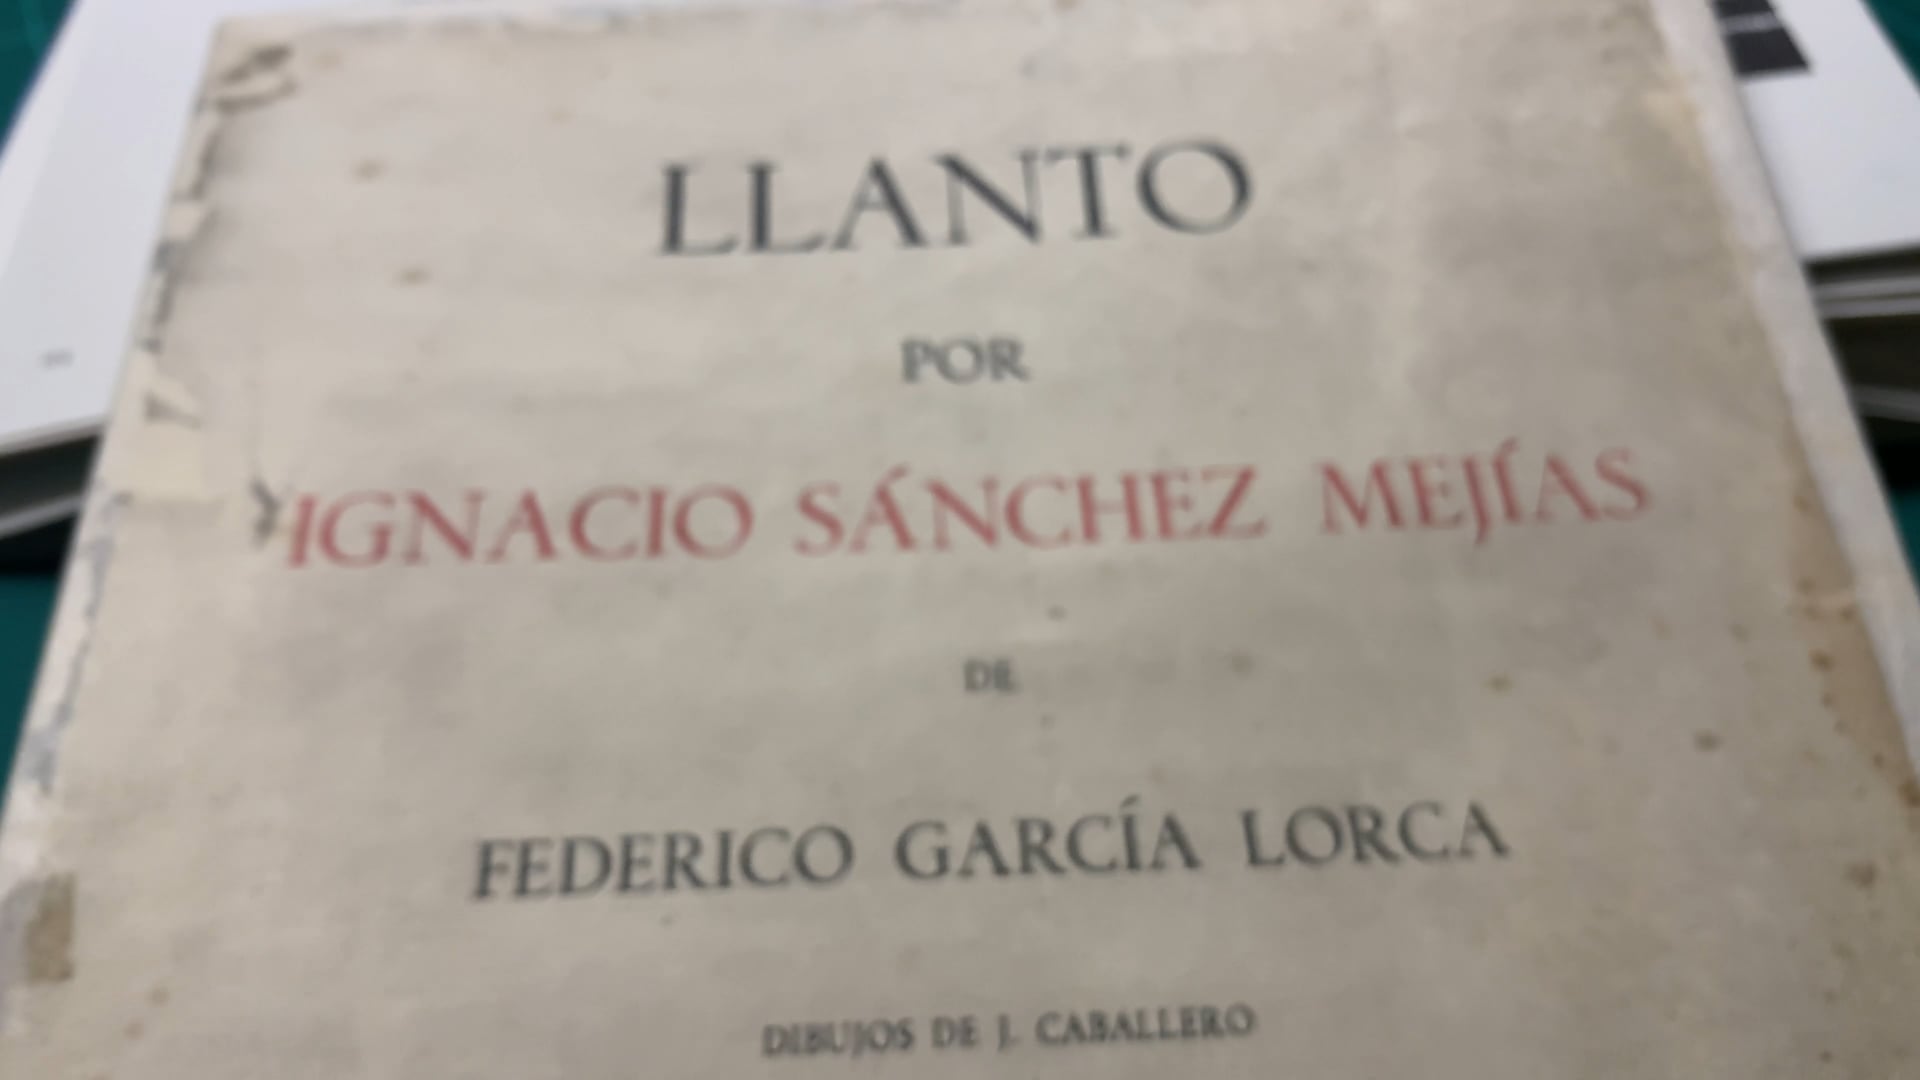 LLANTO
POR
IGNACIO SÁNCHEZ MEJÍAS
DE
FEDERICO GARCÍA LORCA
DIBUJOS DE J. CABALLERO